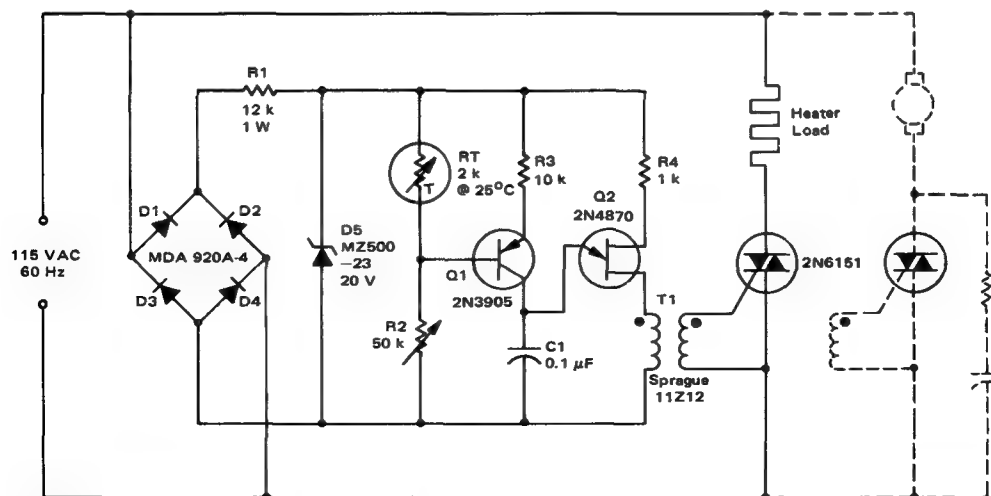 115 VAC
60 Hz
R1
12 k
1 W
D1
D2
MDA 920A-4
D3
D4
D5
MZ500
–23
20 V
RT
2 k
@ 25°C
T
R2
50 k
R3
10 k
Q1
2N3905
C1
0.1 μF
Q2
2N4870
R4
1 k
T1
Sprague
11Z12
Heater
Load
2N6151